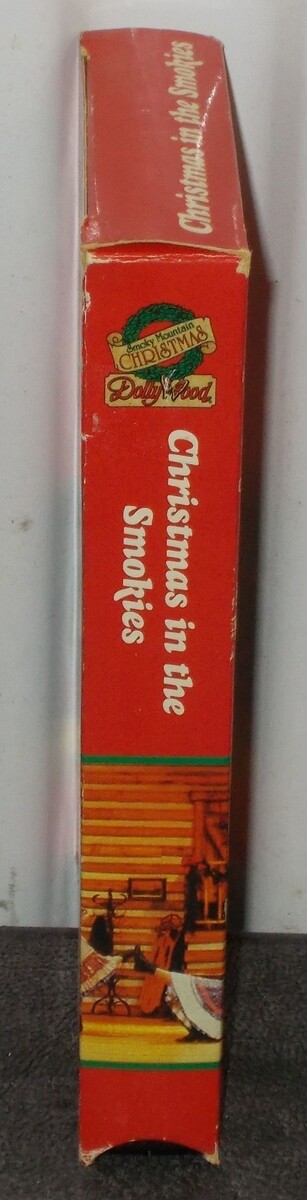 Christmas in the Smokies
Smoky Mountain
CHRISTMAS
Dollywood
Christmas in the
Smokies